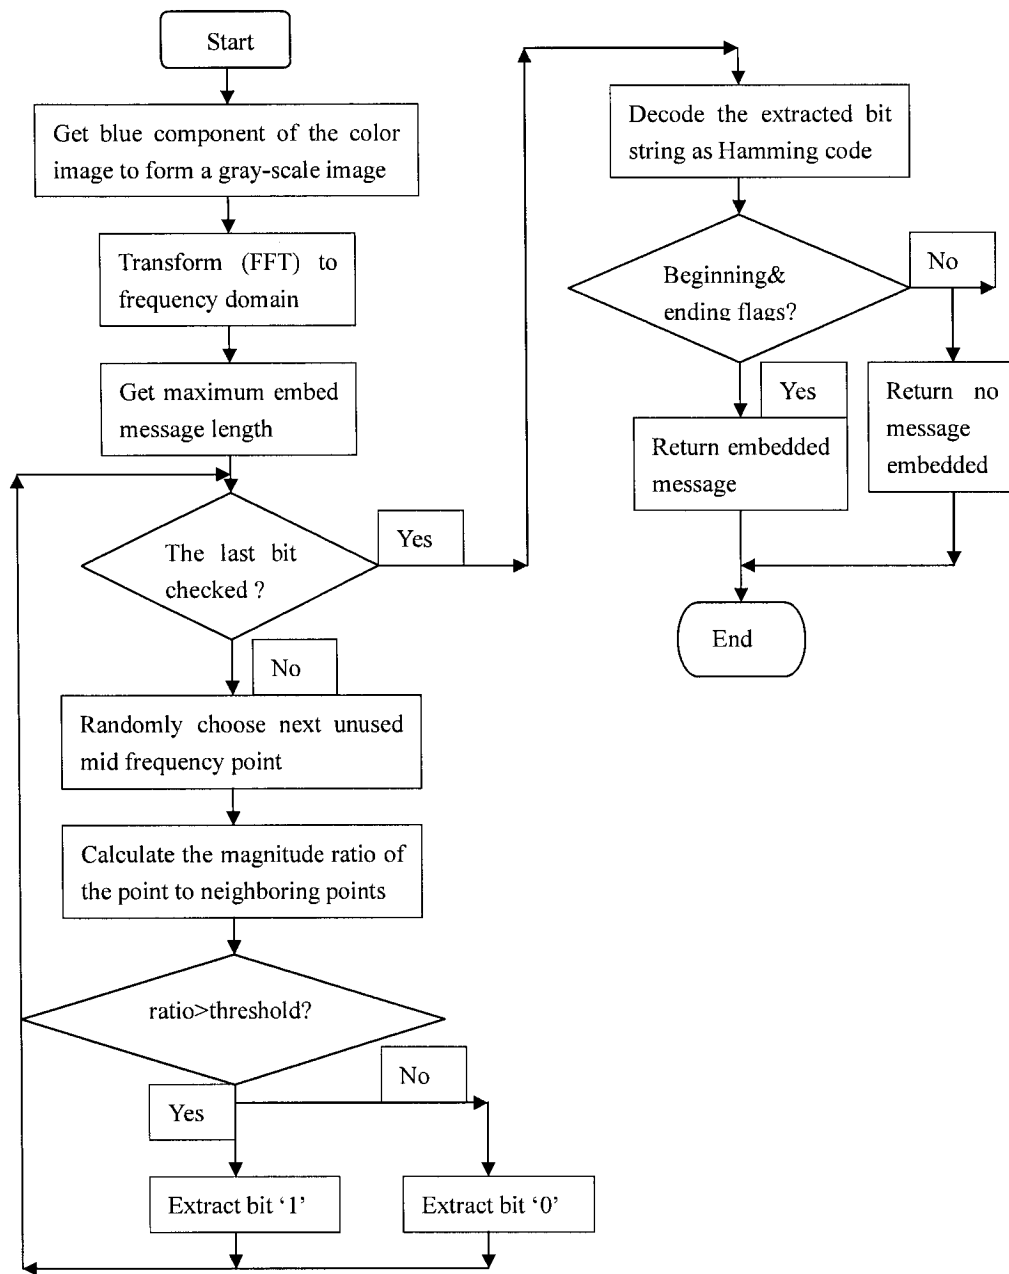 Start
Get blue component of the color
image to form a gray-scale image
Transform (FFT) to
frequency domain
Get maximum embed
message length
The last bit
checked ?
Yes
No
Randomly choose next unused
mid frequency point
Calculate the magnitude ratio of
the point to neighboring points
ratio>threshold?
No
Yes
Extract bit ‘1’
Extract bit ‘0’
Decode the extracted bit
string as Hamming code
Beginning&
ending flags?
No
Yes
Return embedded
message
Return no
message
embedded
End